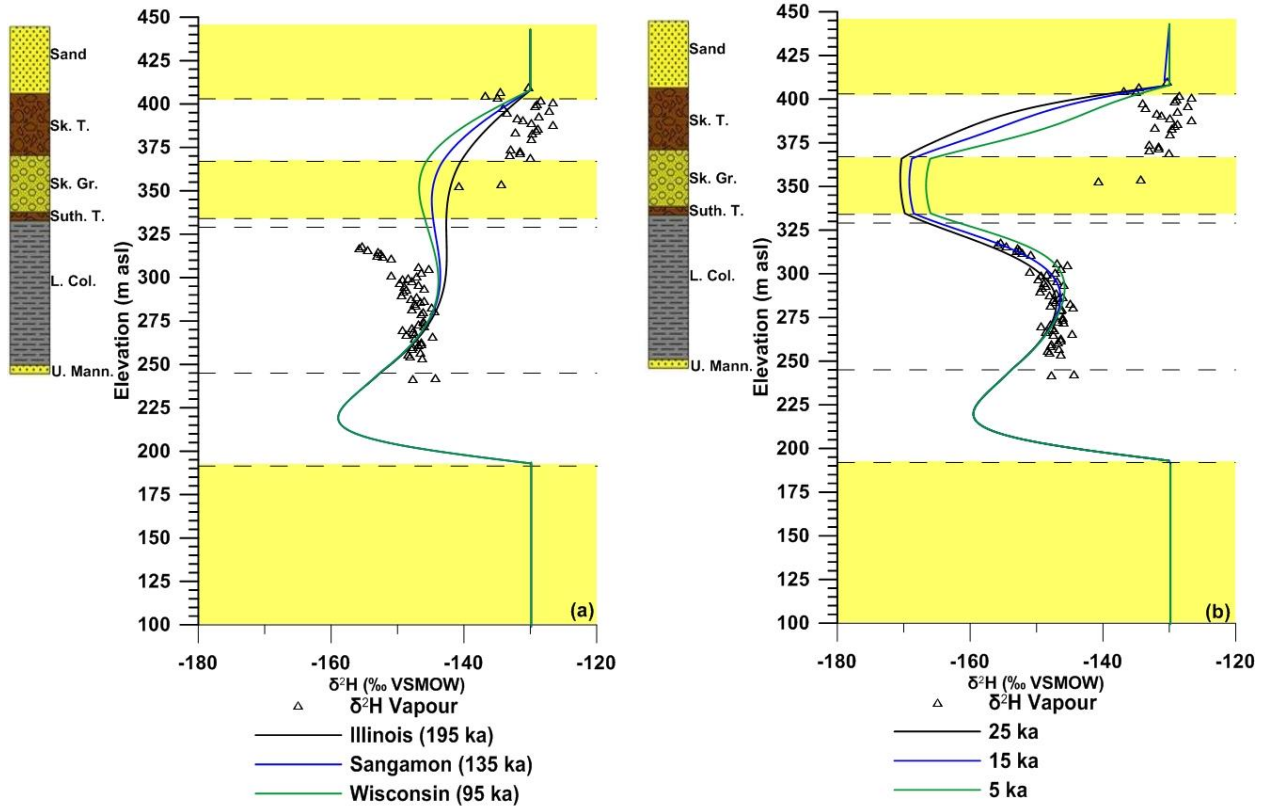 Sand
Sk. T.
Sk. Gr.
Suth. T.
L. Col.
U. Mann.
Elevation (m asl)
450
425
400
375
350
325
300
275
250
225
200
175
150
125
100
(a)
-180 -160 -140 -120
δ²H (‰ VSMOW)
δ²H Vapour
Illinois (195 ka)
Sangamon (135 ka)
Wisconsin (95 ka)
Sand
Sk. T.
Sk. Gr.
Suth. T.
L. Col.
U. Mann.
Elevation (m asl)
450
425
400
375
350
325
300
275
250
225
200
175
150
125
100
(b)
-180 -160 -140 -120
δ²H (‰ VSMOW)
δ²H Vapour
25 ka
15 ka
5 ka